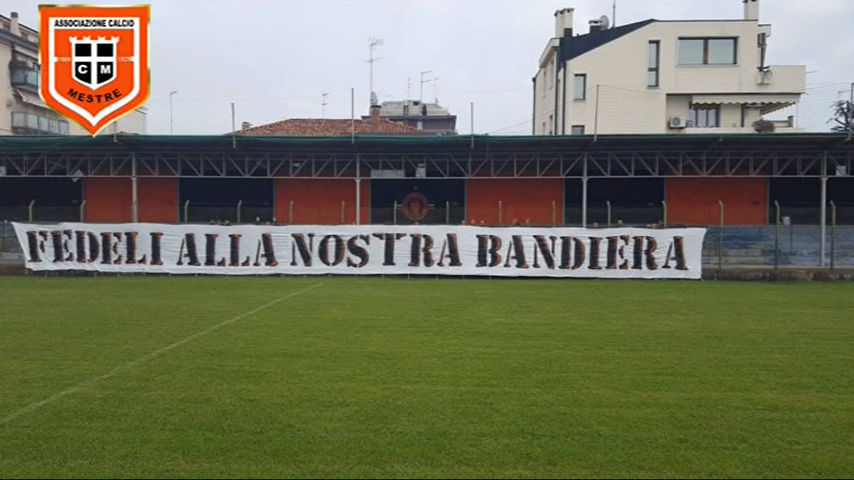 ASSOCIAZIONE CALCIO
C M
MESTRE
FEDELI ALLA NOSTRA BANDIERA